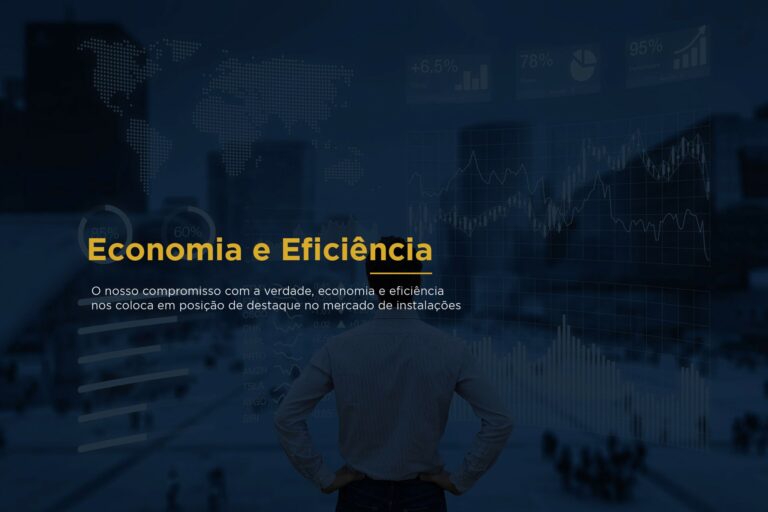 +6.5%
78%
95%
85%
60%
Economia e Eficiência
O nosso compromisso com a verdade, economia e eficiência
nos coloca em posição de destaque no mercado de instalações